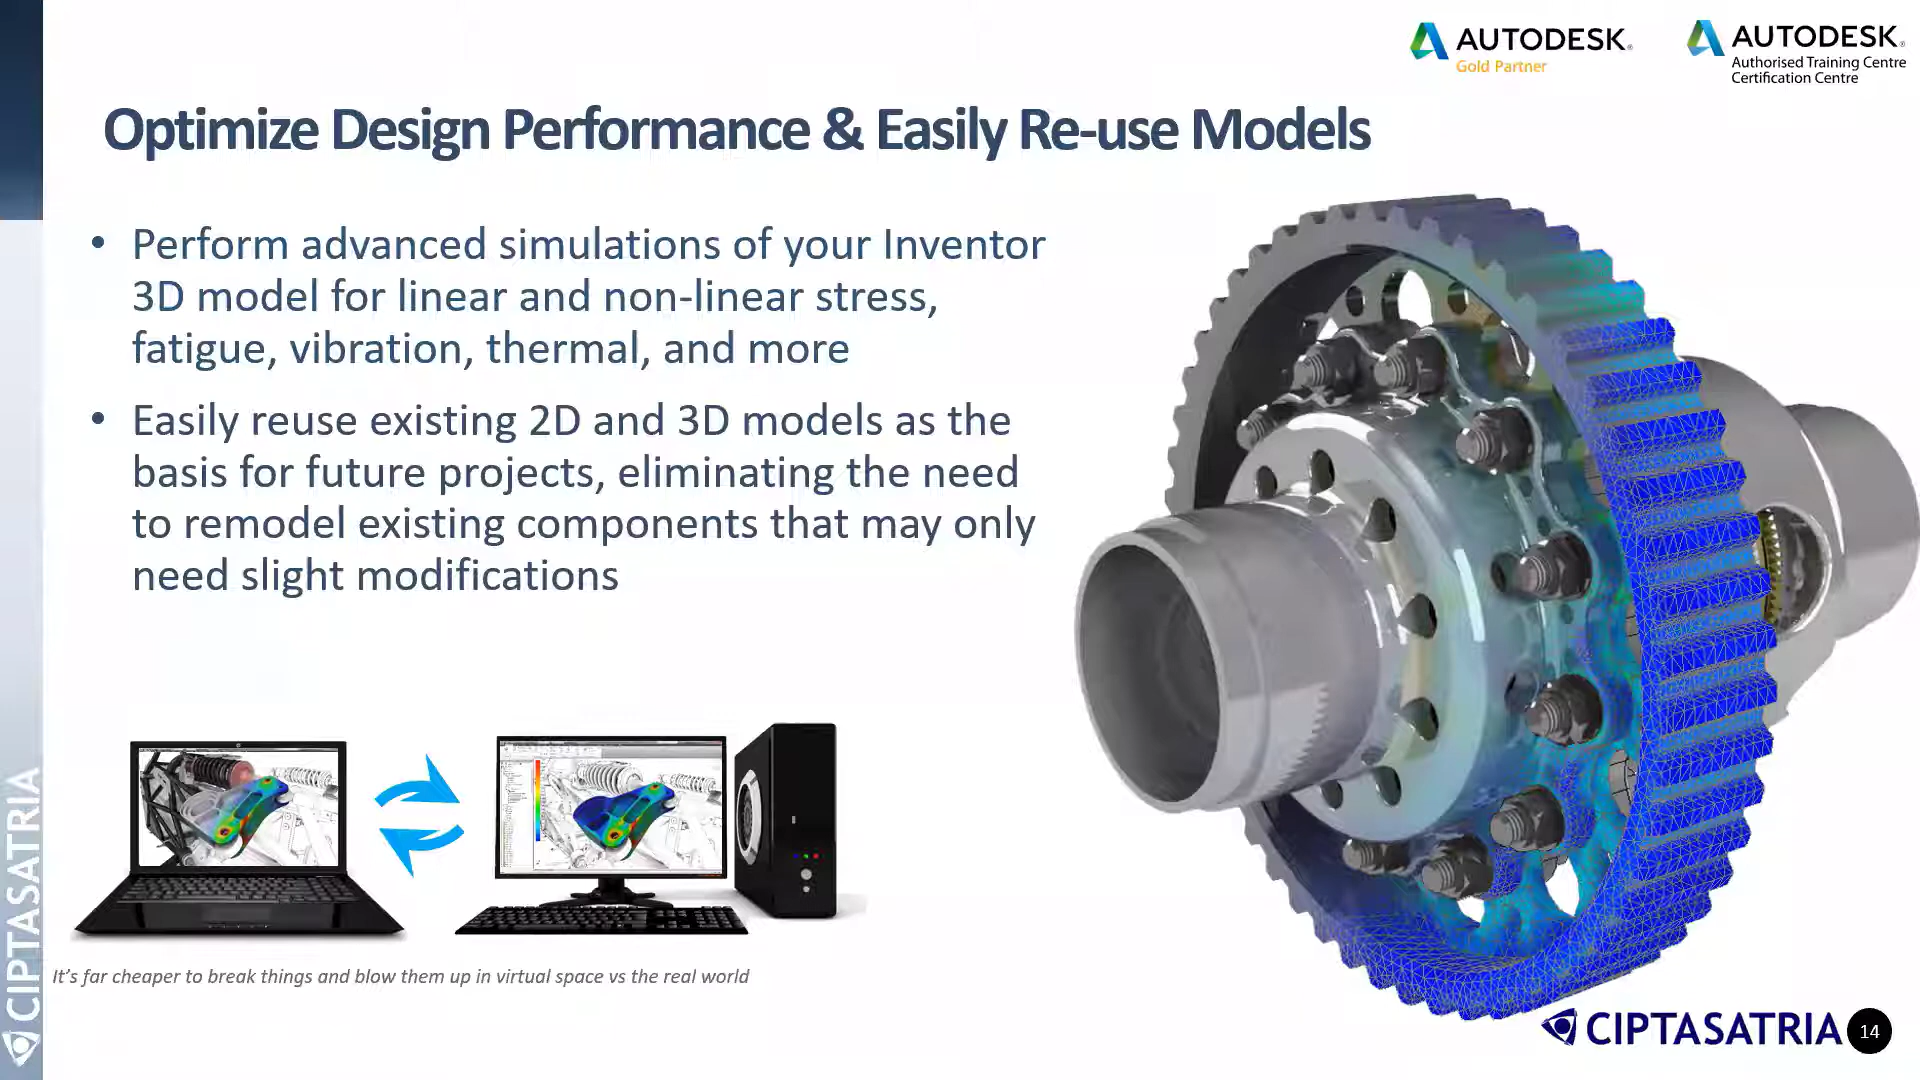 AUTODESK®
Gold Partner
AUTODESK®
Authorised Training Centre
Certification Centre
Optimize Design Performance & Easily Re-use Models
• Perform advanced simulations of your Inventor
3D model for linear and non-linear stress,
fatigue, vibration, thermal, and more
• Easily reuse existing 2D and 3D models as the
basis for future projects, eliminating the need
to remodel existing components that may only
need slight modifications
It's far cheaper to break things and blow them up in virtual space vs the real world
CIPTASATRIA
CIPTASATRIA
14